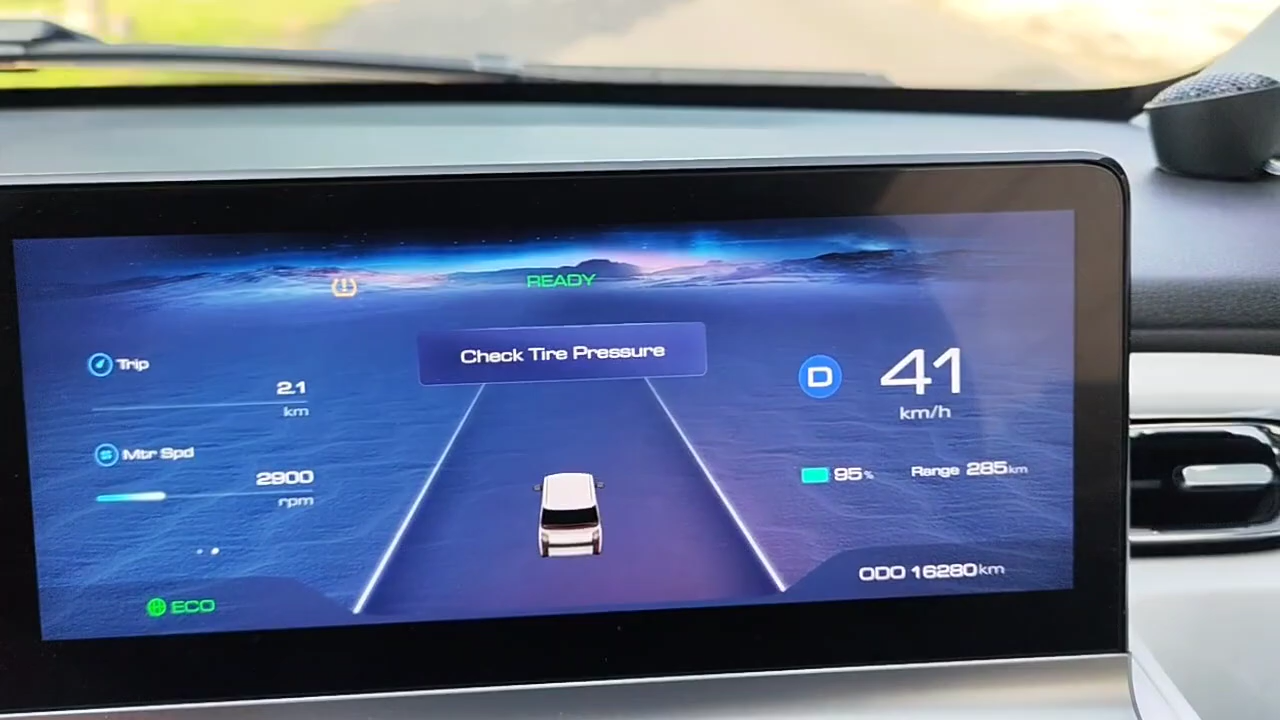 READY
Check Tire Pressure
Trip
2.1
km
Mtr Spd
2900
rpm
ECO
D
41
km/h
95%
Range 285km
ODO 16280km